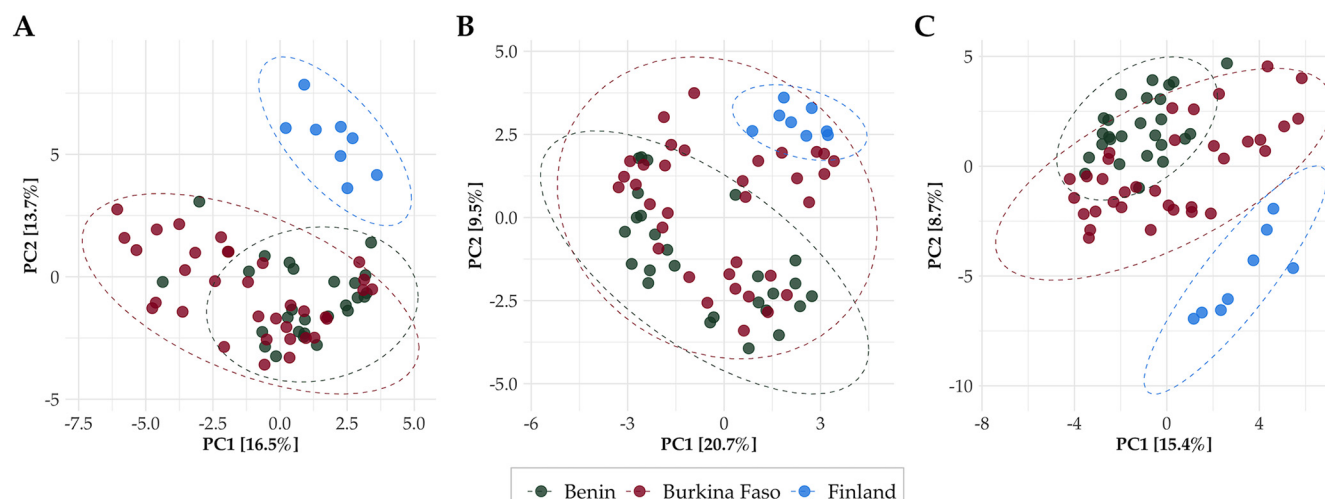 A
B
C
PC2 [13.7%]
5
0
-5
-7.5
-5.0
-2.5
0.0
2.5
5.0
PC1 [16.5%]
PC2 [9.5%]
5.0
2.5
0.0
-2.5
-5.0
-6
-3
0
3
PC1 [20.7%]
PC2 [8.7%]
5
0
-5
-10
-8
-4
0
4
PC1 [15.4%]
Benin Burkina Faso Finland